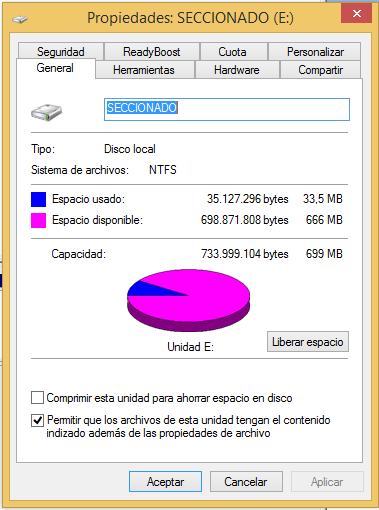 Propiedades: SECCIONADO (E:)
Seguridad ReadyBoost Cuota Personalizar
General Herramientas Hardware Compartir
SECCIONADO
Tipo: Disco local
Sistema de archivos: NTFS
Espacio usado: 35.127.296 bytes 33,5 MB
Espacio disponible: 698.871.808 bytes 666 MB
Capacidad: 733.999.104 bytes 699 MB
Unidad E: Liberar espacio
Comprimir esta unidad para ahorrar espacio en disco
Permitir que los archivos de esta unidad tengan el contenido
indizado además de las propiedades de archivo
Aceptar Cancelar Aplicar